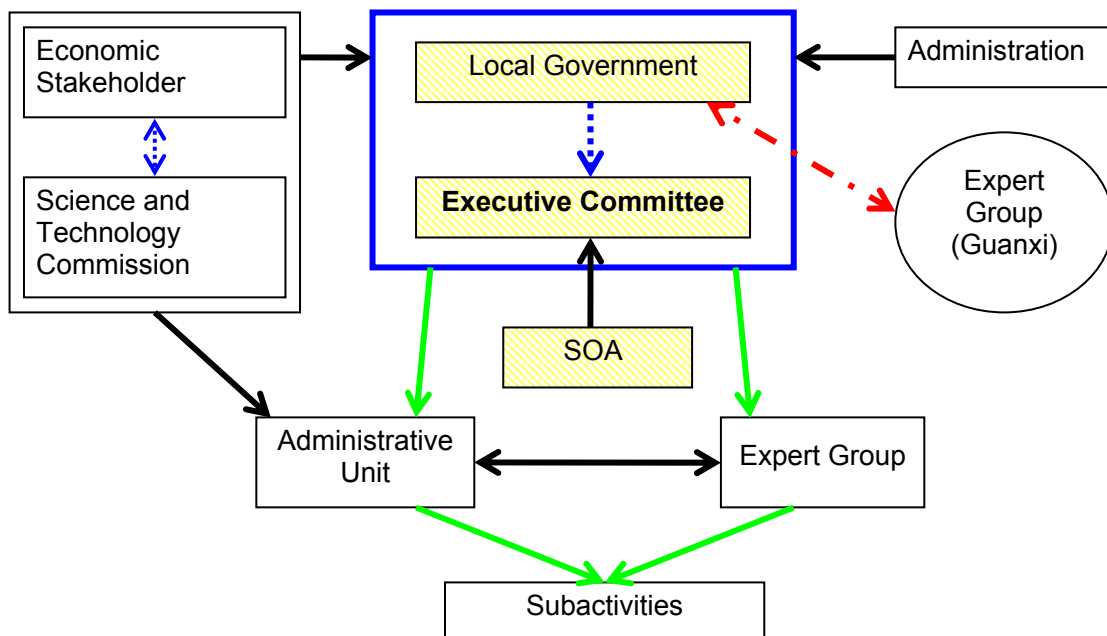 Economic
Stakeholder
Local Government
Administration
Science and
Technology
Commission
Executive Committee
Expert
Group
(Guanxi)
SOA
Administrative
Unit
Expert Group
Subactivities